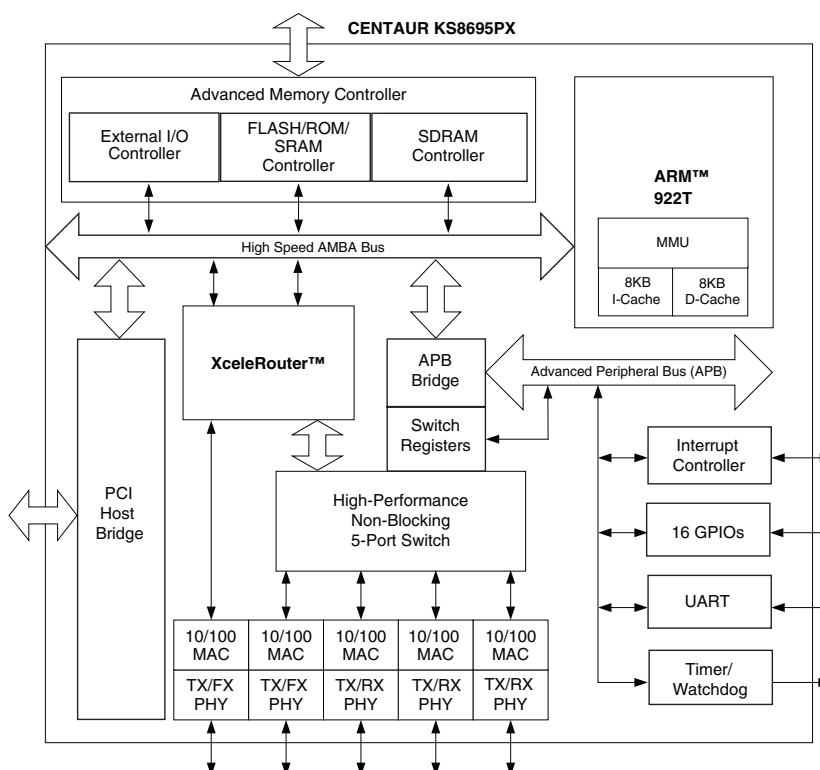 CENTAUR KS8695PX
Advanced Memory Controller
External I/O
Controller
FLASH/ROM/
SRAM
Controller
SDRAM
Controller
ARM™
922T
MMU
8KB
I-Cache
8KB
D-Cache
High Speed AMBA Bus
XceleRouter™
APB
Bridge
Advanced Peripheral Bus (APB)
Switch
Registers
PCI
Host
Bridge
High-Performance
Non-Blocking
5-Port Switch
Interrupt
Controller
16 GPIOs
UART
Timer/
Watchdog
10/100
MAC
10/100
MAC
10/100
MAC
10/100
MAC
10/100
MAC
TX/FX
PHY
TX/FX
PHY
TX/RX
PHY
TX/RX
PHY
TX/RX
PHY